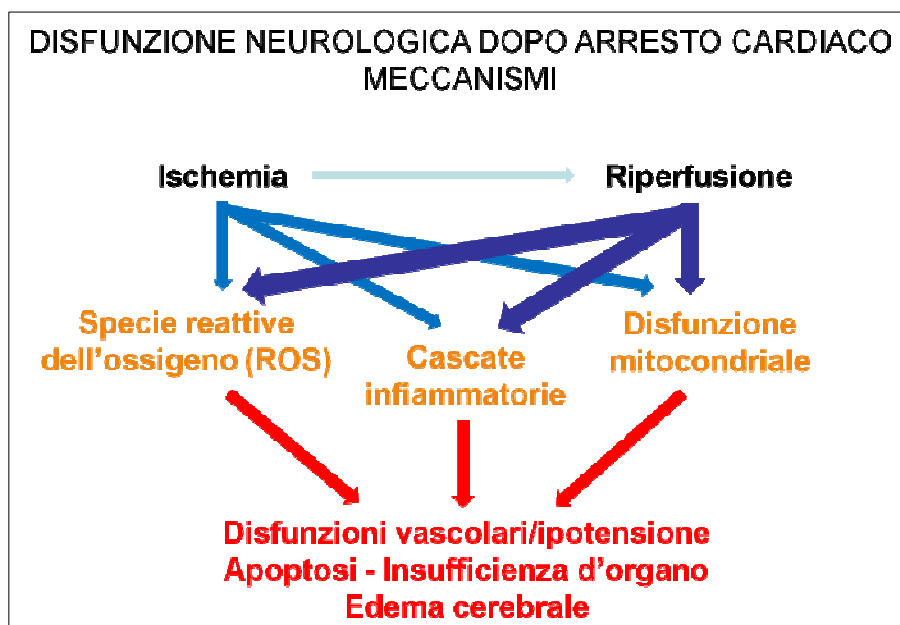 DISFUNZIONE NEUROLOGICA DOPO ARRESTO CARDIACO
MECCANISMI
Ischemia
Riperfusione
Specie reattive
dell'ossigeno (ROS)
Cascate
infiammatorie
Disfunzione
mitocondriale
Disfunzioni vascolari/ipotensione
Apoptosi - Insufficienza d'organo
Edema cerebrale